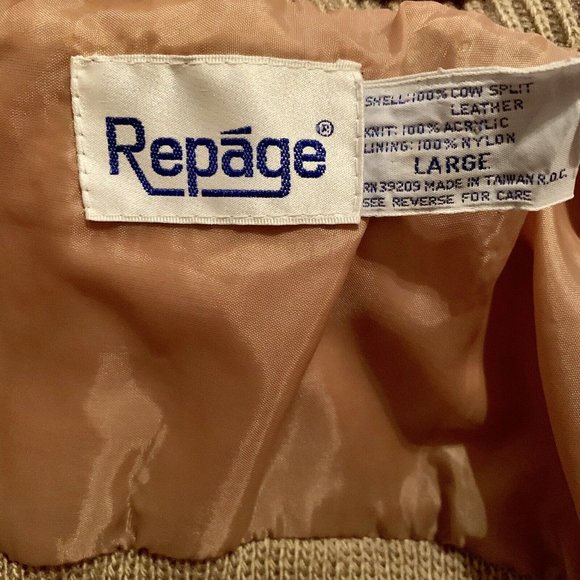 Repáge®
SHELL:100% COW SPLIT
LEATHER
KNIT: 100% ACRYLIC
LINING: 100% NYLON
LARGE
RN39209 MADE IN TAIWAN R.O.C.
SEE REVERSE FOR CARE